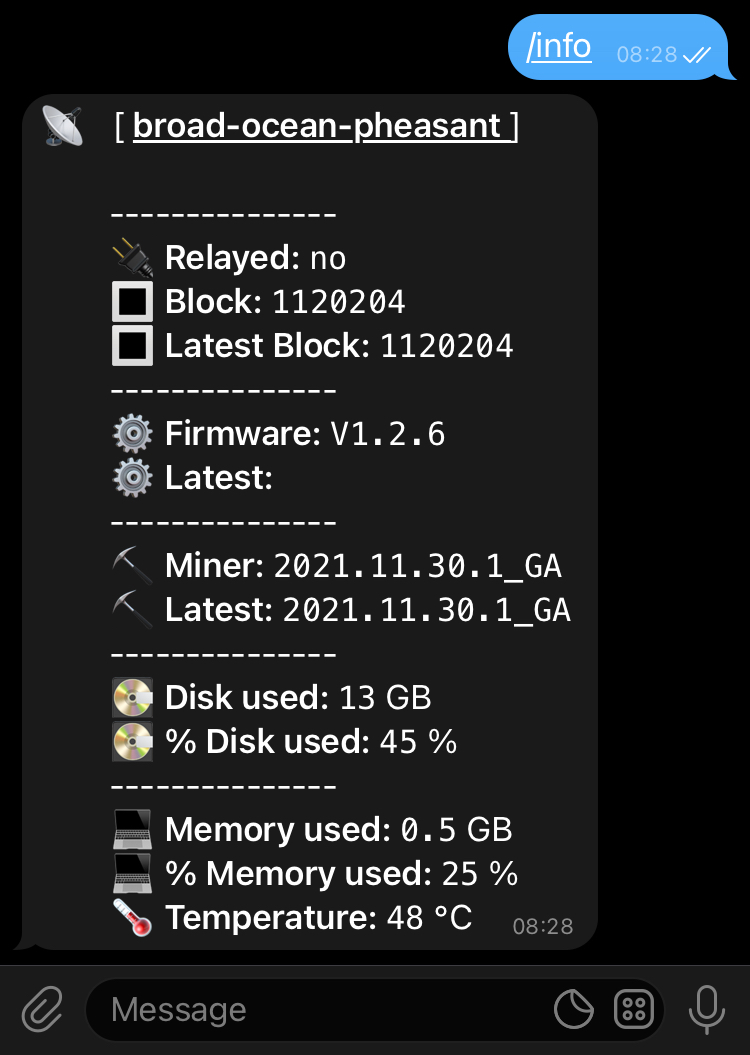 /info 08:28
[ broad-ocean-pheasant ]
---------------
Relayed: no
Block: 1120204
Latest Block: 1120204
---------------
Firmware: V1.2.6
Latest:
---------------
Miner: 2021.11.30.1_GA
Latest: 2021.11.30.1_GA
---------------
Disk used: 13 GB
% Disk used: 45 %
---------------
Memory used: 0.5 GB
% Memory used: 25 %
Temperature: 48 °C 08:28
Message